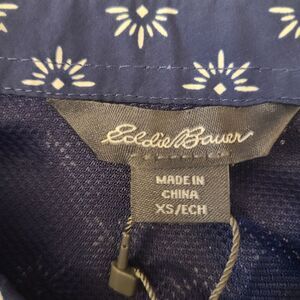 Eddie Bauer
MADE IN
CHINA
XS/ECH